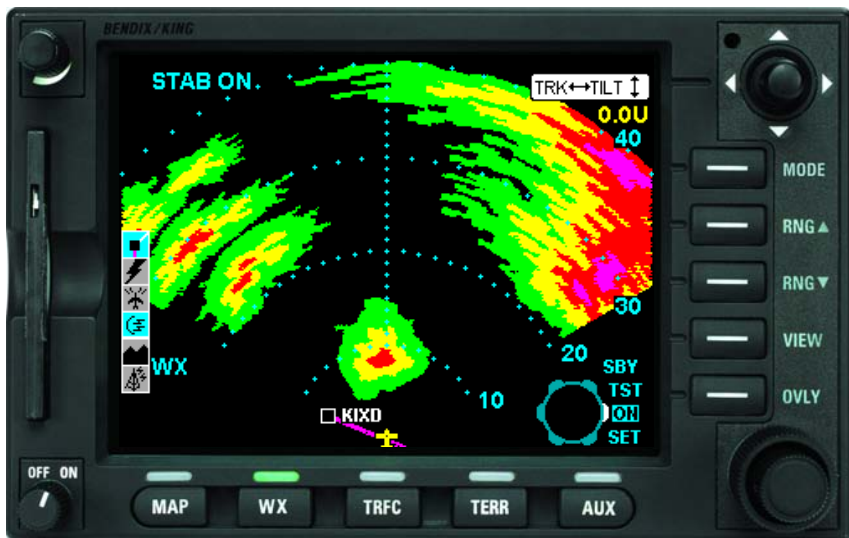 BENDIX/KING
STAB ON
TRK↔TILT ↕
0.0U
40
MODE
RNG▲
RNG▼
30
VIEW
20
WX
SBY
TST
10
OVLY
KIXD
ON
SET
OFF ON
MAP
WX
TRFC
TERR
AUX